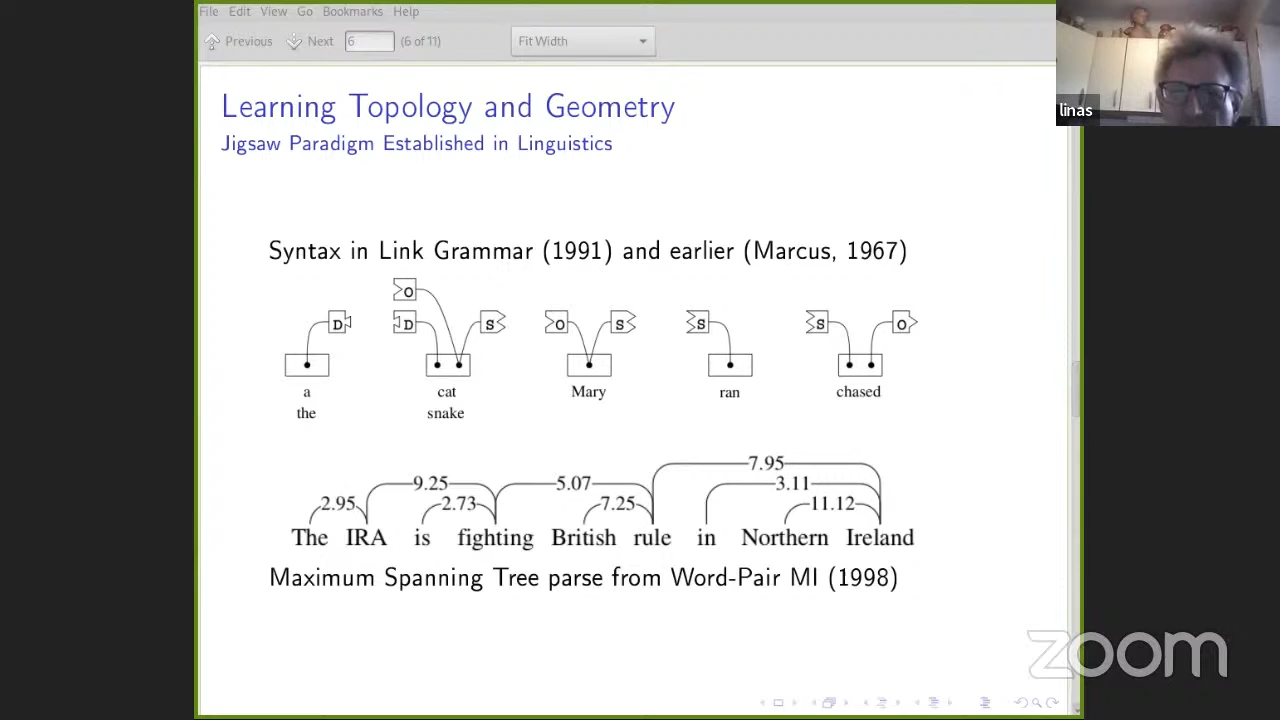 File Edit View Go Bookmarks Help
Previous Next 6 (6 of 11) Fit Width
linas
Learning Topology and Geometry
Jigsaw Paradigm Established in Linguistics
Syntax in Link Grammar (1991) and earlier (Marcus, 1967)
O
D D S O S S S O
a cat Mary ran chased
the snake
7.95
9.25 5.07 3.11
2.95 2.73 7.25 11.12
The IRA is fighting British rule in Northern Ireland
Maximum Spanning Tree parse from Word-Pair MI (1998)
zoom